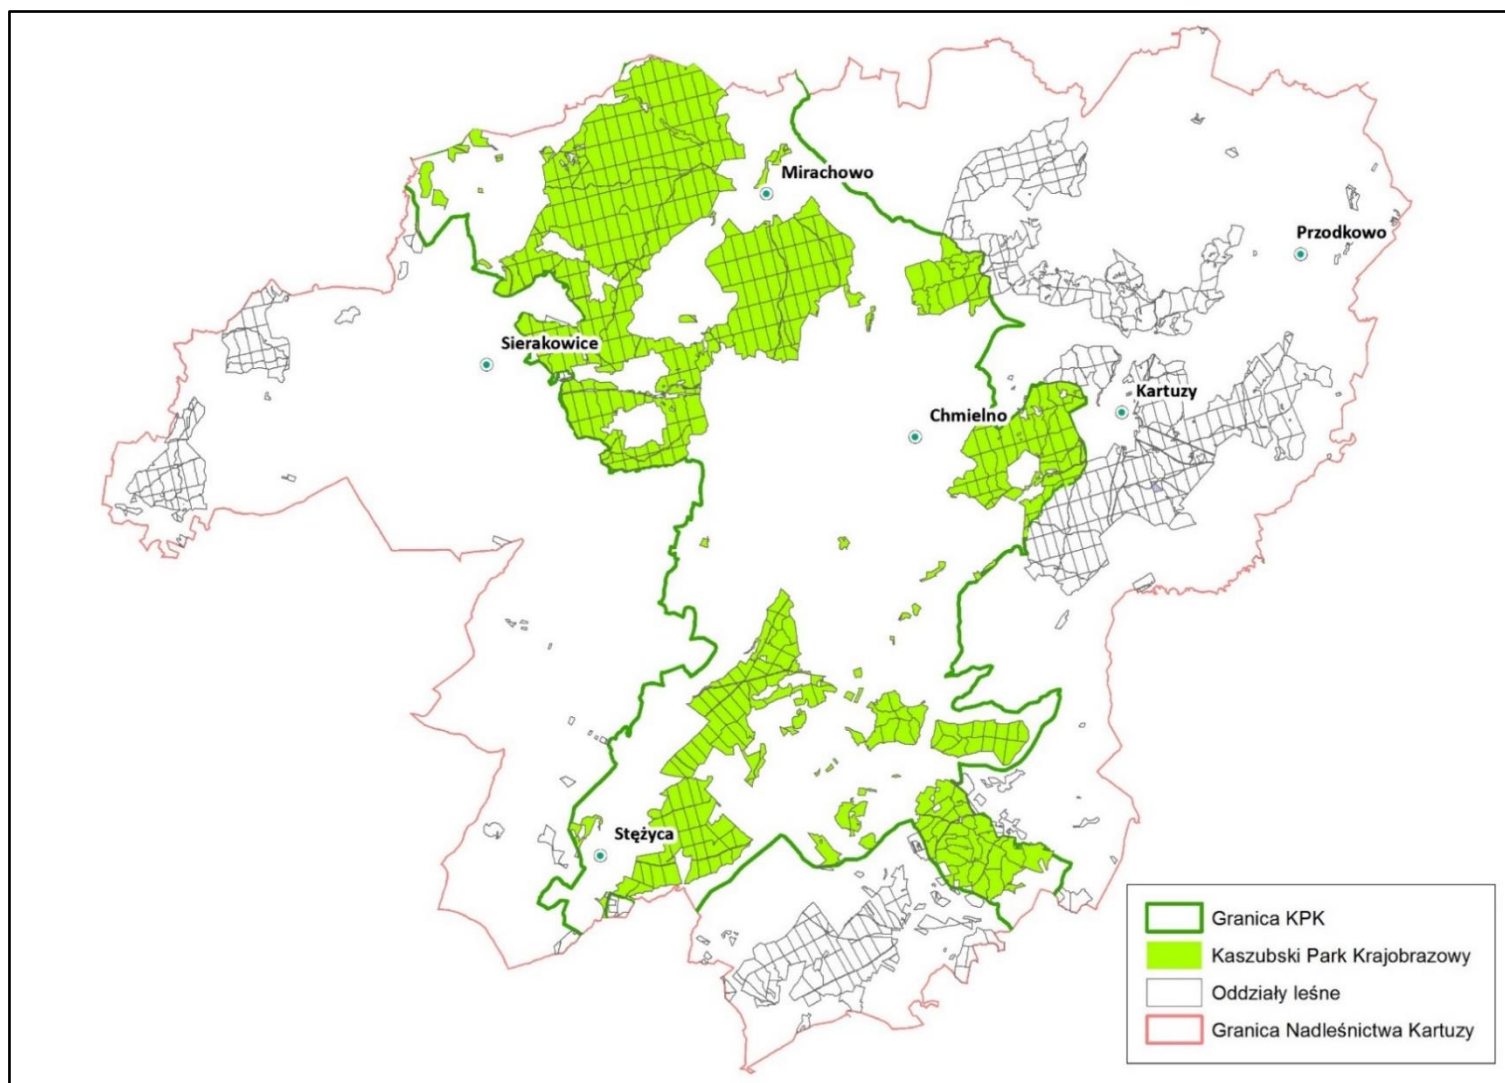 Mirachowo
Przodkowo
Sierakowice
Kartuzy
Chmielno
Stężyca
Granica KPK
Kaszubski Park Krajobrazowy
Oddziały leśne
Granica Nadleśnictwa Kartuzy